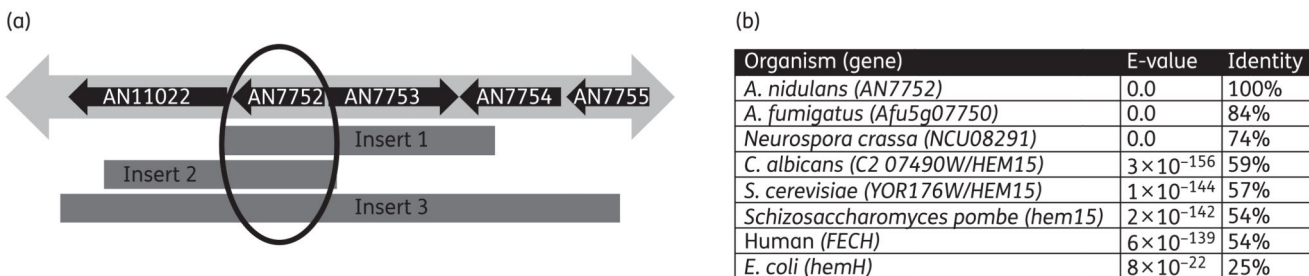 (a)
AN11022 AN7752 AN7753 AN7754 AN7755
Insert 1
Insert 2
Insert 3
(b)
Organism (gene) E-value Identity
A. nidulans (AN7752) 0.0 100%
A. fumigatus (Afu5g07750) 0.0 84%
Neurospora crassa (NCU08291) 0.0 74%
C. albicans (C2 07490W/HEM15) 3×10⁻¹⁵⁶ 59%
S. cerevisiae (YOR176W/HEM15) 1×10⁻¹⁴⁴ 57%
Schizosaccharomyces pombe (hem15) 2×10⁻¹⁴² 54%
Human (FECH) 6×10⁻¹³⁹ 54%
E. coli (hemH) 8×10⁻²² 25%